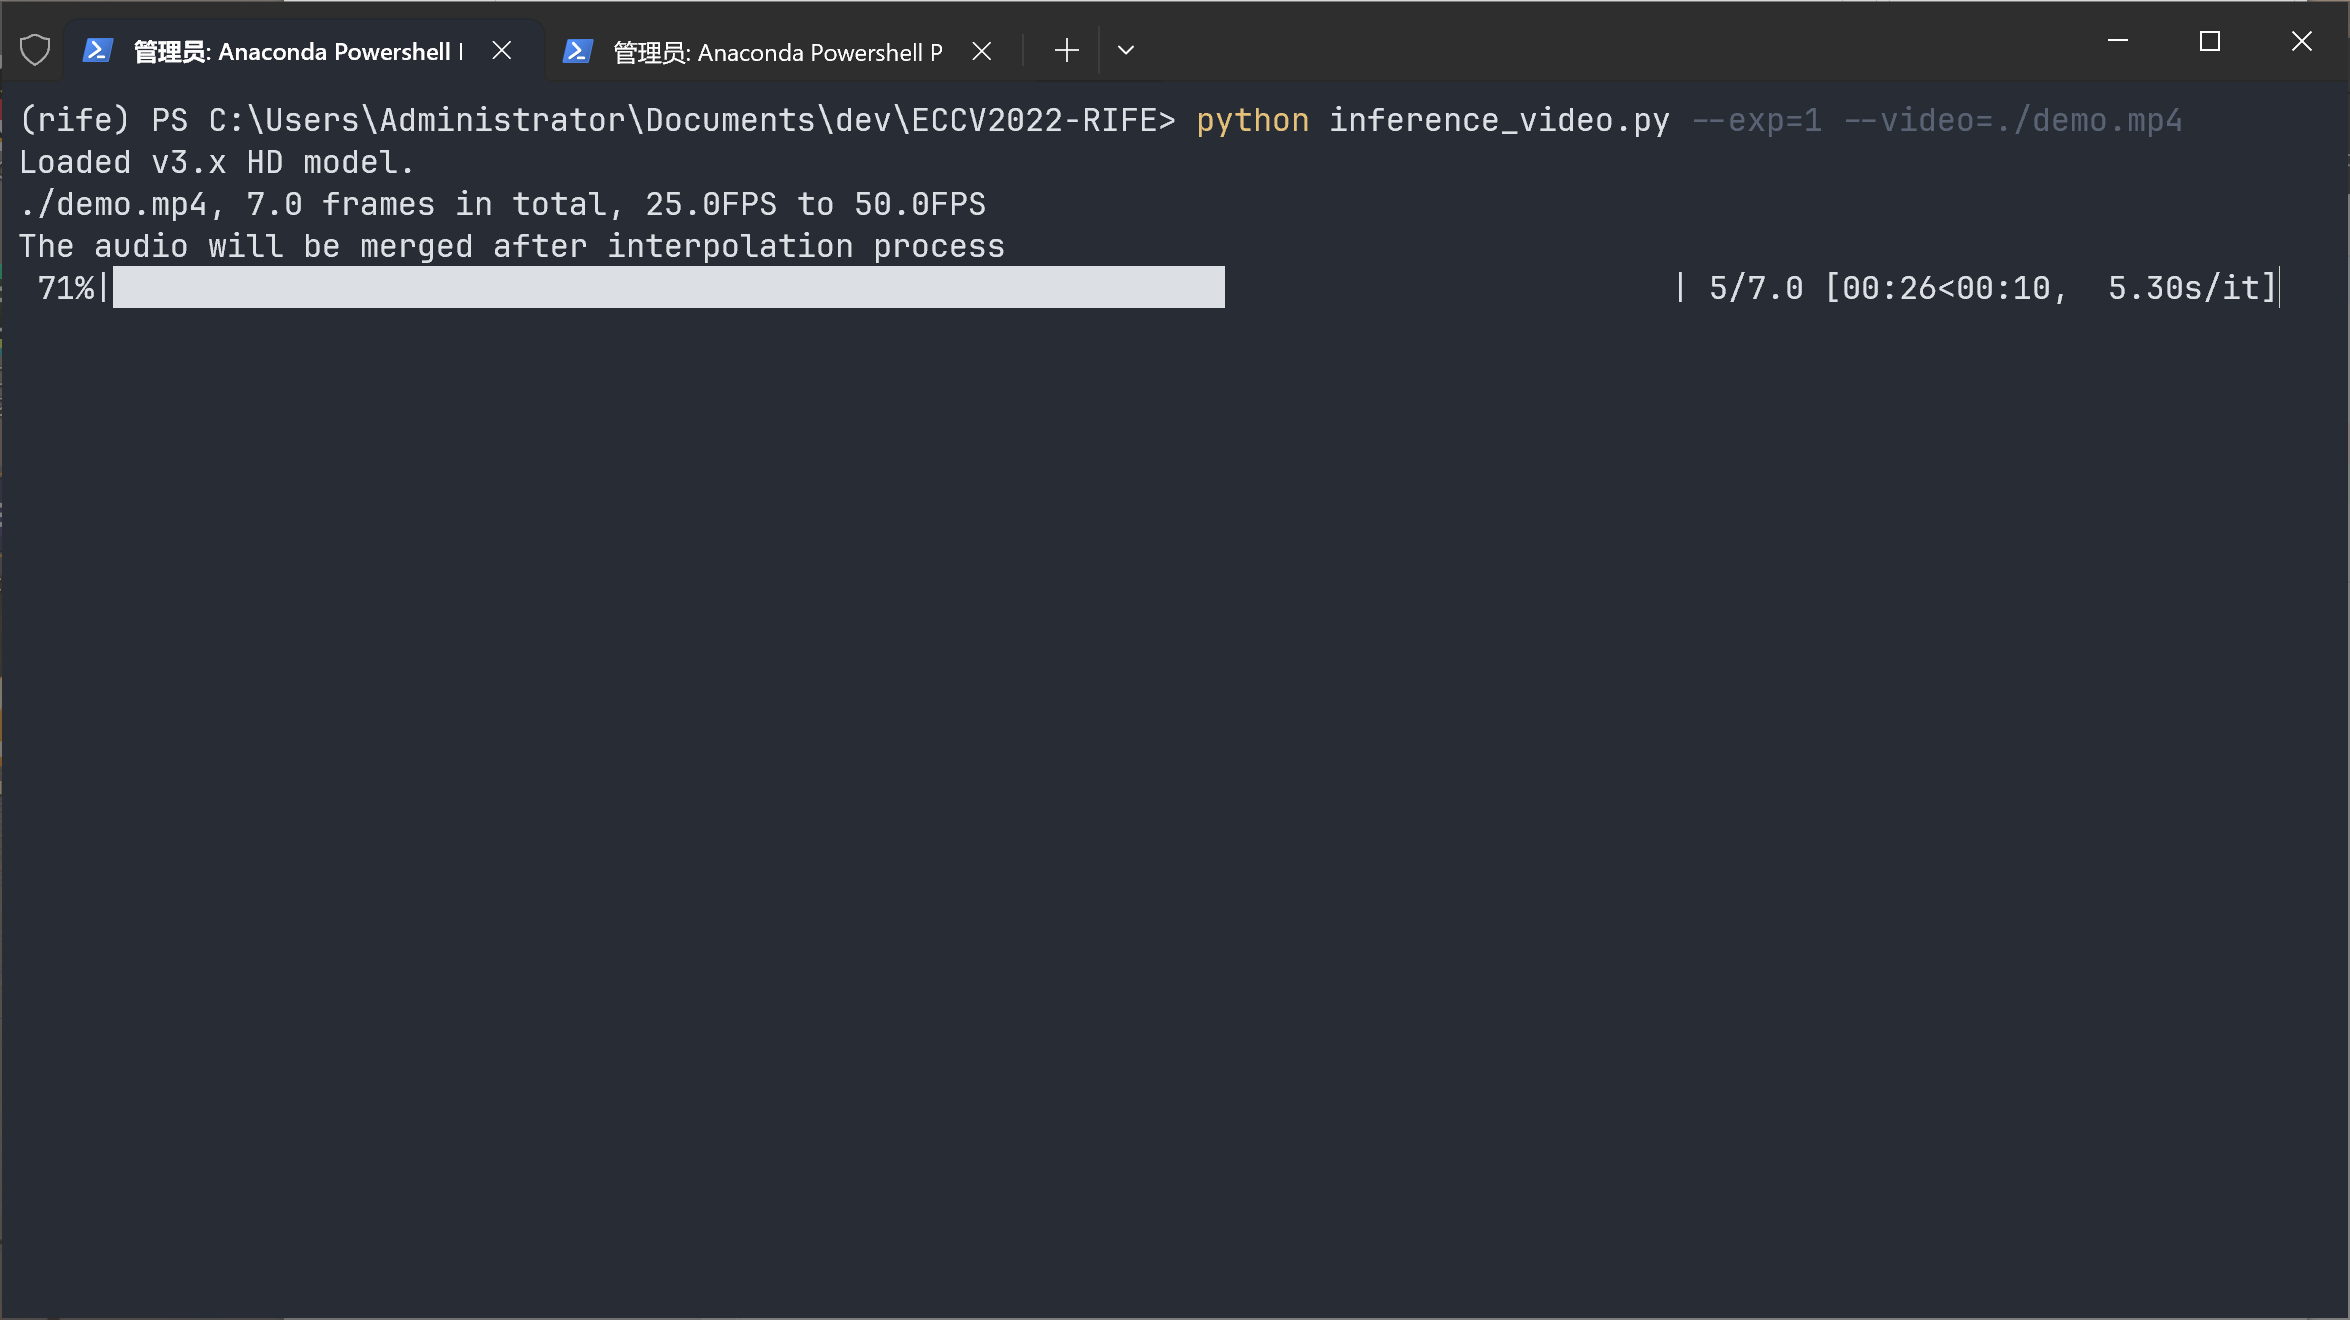 管理员: Anaconda Powershell
管理员: Anaconda Powershell P
(rife) PS C:\Users\Administrator\Documents\dev\ECCV2022-RIFE> python inference_video.py --exp=1 --video=./demo.mp4
Loaded v3.x HD model.
./demo.mp4, 7.0 frames in total, 25.0FPS to 50.0FPS
The audio will be merged after interpolation process
71%| | 5/7.0 [00:26<00:10,  5.30s/it]